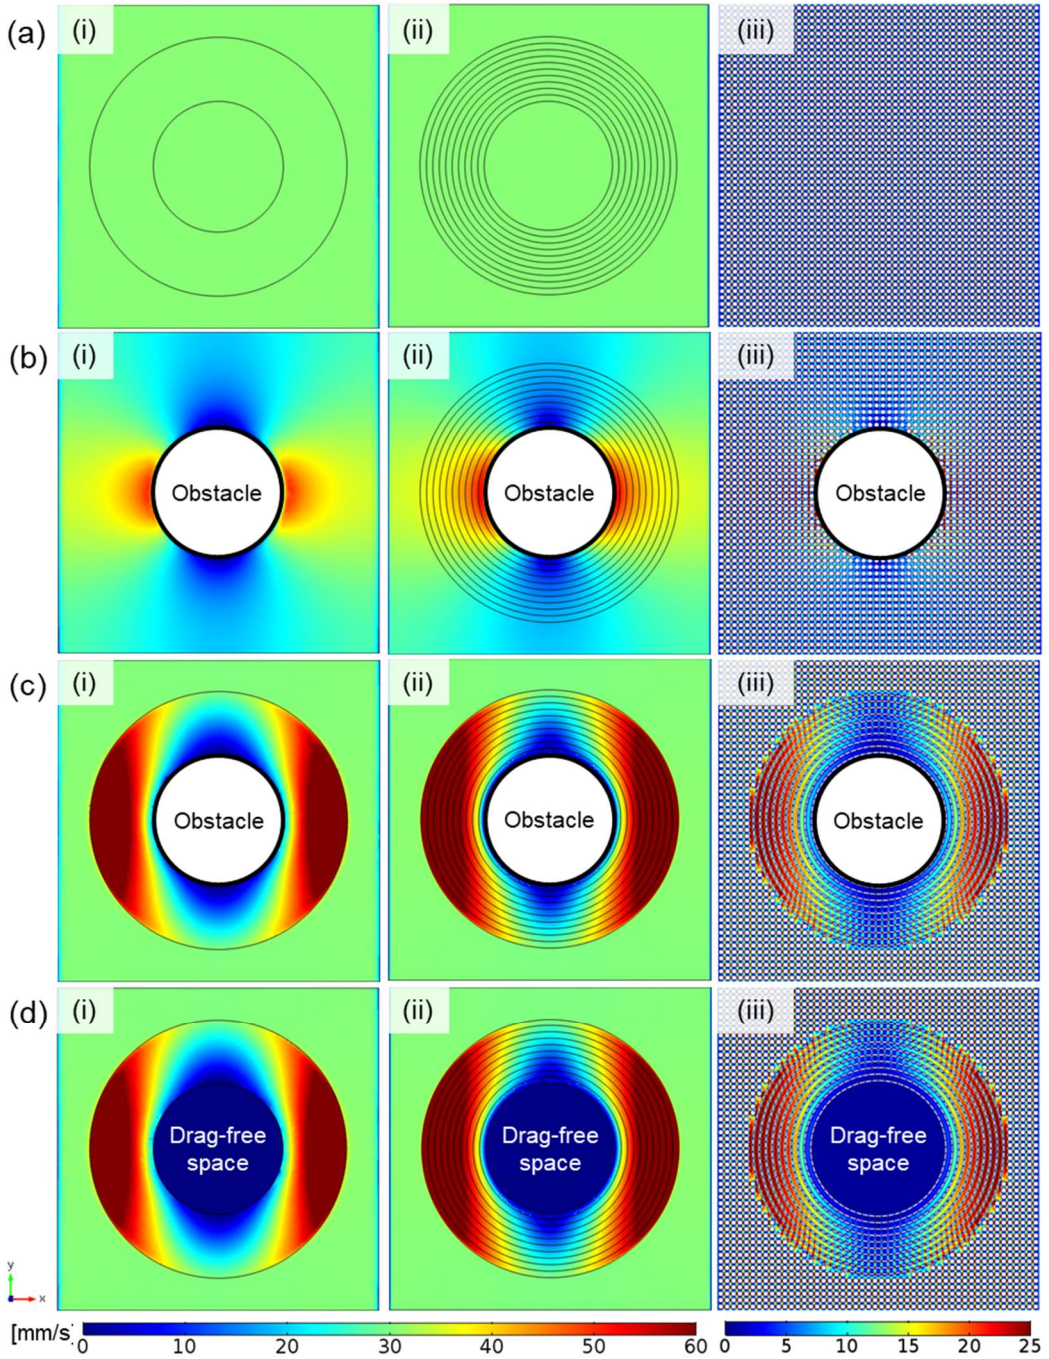 (a) (i) (ii) (iii)
(b) (i) (ii) (iii)
Obstacle Obstacle Obstacle
(c) (i) (ii) (iii)
Obstacle Obstacle Obstacle
(d) (i) (ii) (iii)
Drag-free Drag-free Drag-free
space space space
y
x
[mm/s] 0 10 20 30 40 50 60 0 5 10 15 20 25